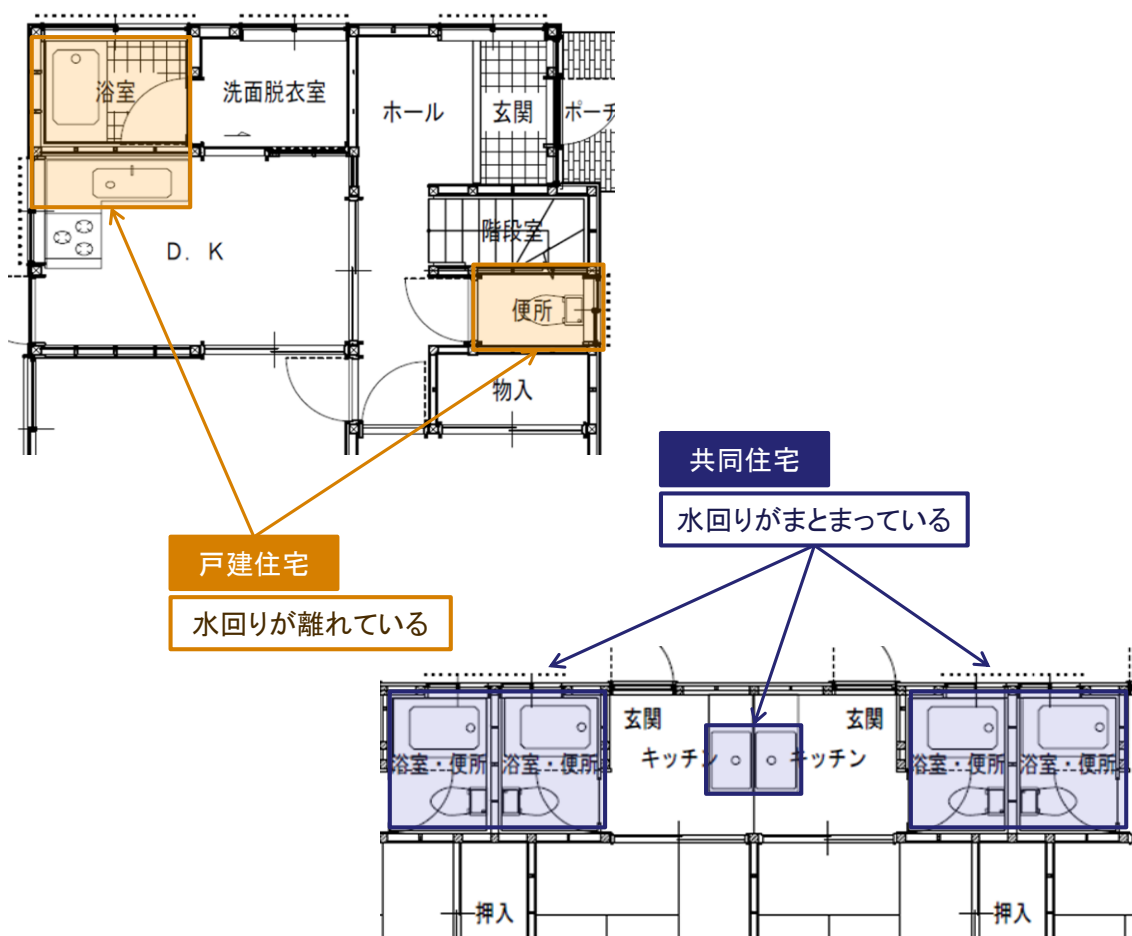 浴室
洗面脱衣室
ホール
玄関
ポーチ
階段室
D. K
便所
物入
共同住宅
水回りがまとまっている
戸建住宅
水回りが離れている
玄関
玄関
キッチン
キッチン
浴室・便所
浴室・便所
浴室・便所
浴室・便所
押入
押入